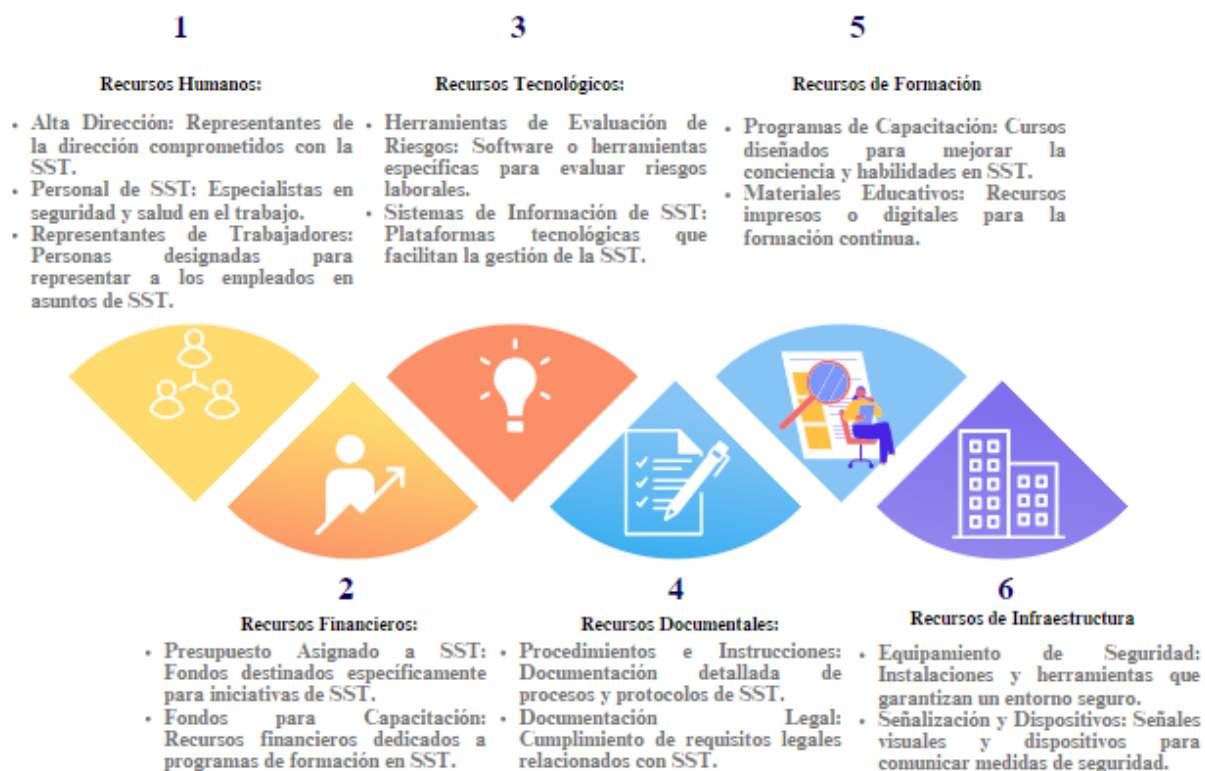 1
Recursos Humanos:
• Alta Dirección: Representantes de
la dirección comprometidos con la
SST.
• Personal de SST: Especialistas en
seguridad y salud en el trabajo.
• Representantes de Trabajadores:
Personas designadas para
representar a los empleados en
asuntos de SST.
2
Recursos Financieros:
• Presupuesto Asignado a SST:
Fondos destinados específicamente
para iniciativas de SST.
• Fondos para Capacitación:
Recursos financieros dedicados a
programas de formación en SST.
3
Recursos Tecnológicos:
• Herramientas de Evaluación de
Riesgos: Software o herramientas
específicas para evaluar riesgos
laborales.
• Sistemas de Información de SST:
Plataformas tecnológicas que
facilitan la gestión de la SST.
4
Recursos Documentales:
• Procedimientos e Instrucciones:
Documentación detallada de
procesos y protocolos de SST.
• Documentación Legal:
Cumplimiento de requisitos legales
relacionados con SST.
5
Recursos de Formación
• Programas de Capacitación: Cursos
diseñados para mejorar la
conciencia y habilidades en SST.
• Materiales Educativos: Recursos
impresos o digitales para la
formación continua.
6
Recursos de Infraestructura
• Equipamiento de Seguridad:
Instalaciones y herramientas que
garantizan un entorno seguro.
• Señalización y Dispositivos: Señales
visuales y dispositivos para
comunicar medidas de seguridad.